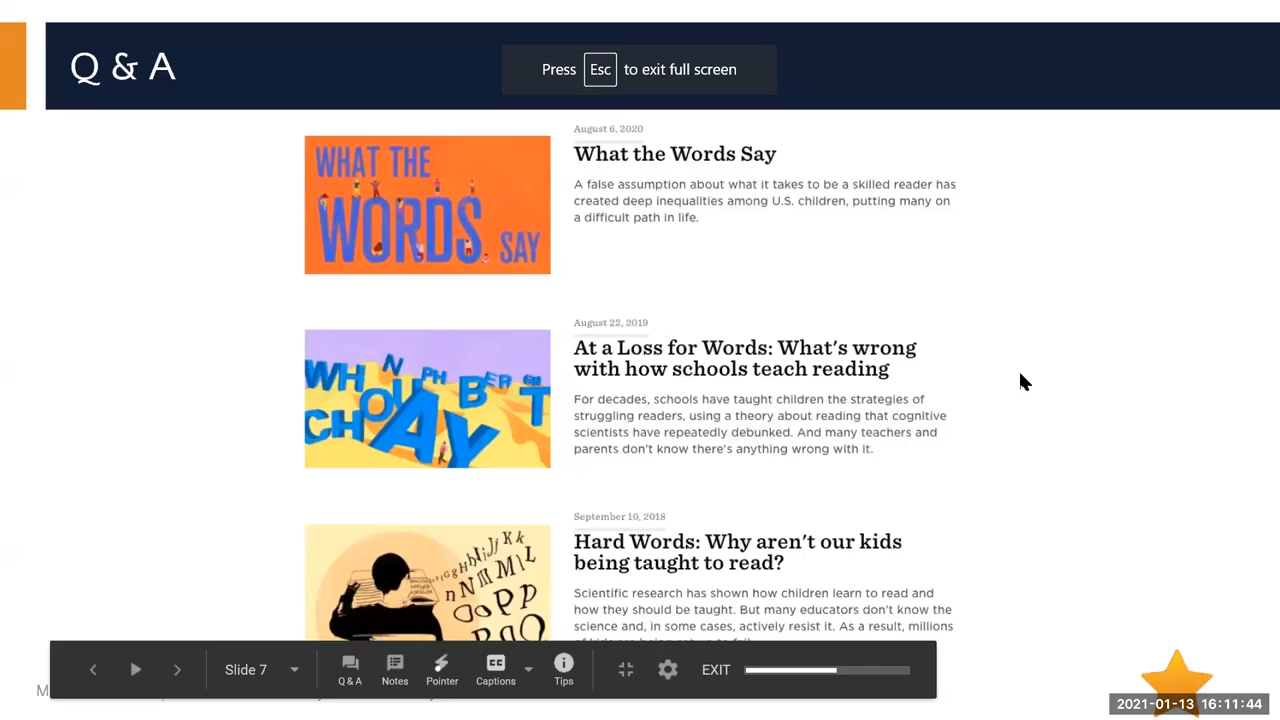 Q & A
Press Esc to exit full screen
August 6, 2020
WHAT THE
WORDS
SAY
What the Words Say
A false assumption about what it takes to be a skilled reader has
created deep inequalities among U.S. children, putting many on
a difficult path in life.
August 22, 2019
At a Loss for Words: What's wrong
with how schools teach reading
For decades, schools have taught children the strategies of
struggling readers, using a theory about reading that cognitive
scientists have repeatedly debunked. And many teachers and
parents don't know there's anything wrong with it.
September 10, 2018
Hard Words: Why aren't our kids
being taught to read?
Scientific research has shown how children learn to read and
how they should be taught. But many educators don't know the
science and, in some cases, actively resist it. As a result, millions
Slide 7
Q & A
Notes
Pointer
CC
Captions
Tips
EXIT
2021-01-13 16:11:44